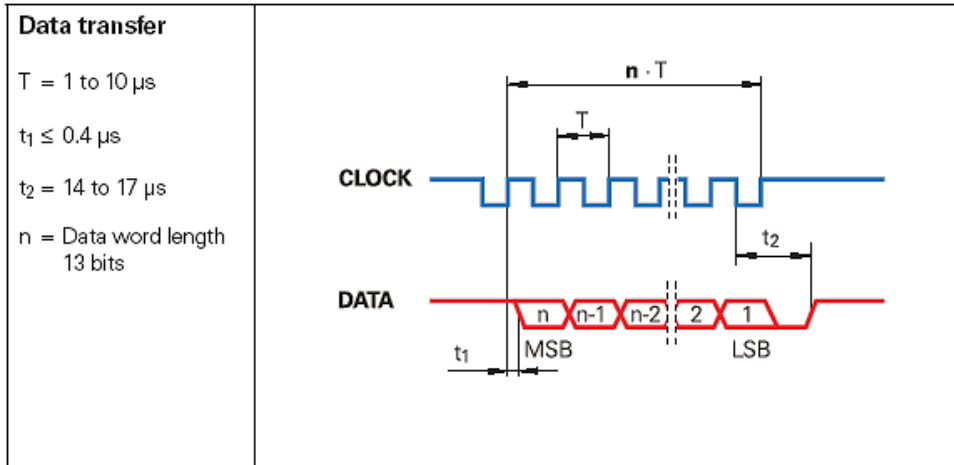 Data transfer
T = 1 to 10 µs
t₁ ≤ 0.4 µs
t₂ = 14 to 17 µs
n = Data word length
13 bits
n · T
T
CLOCK
t₂
DATA
n n-1 n-2 2 1
MSB LSB
t₁